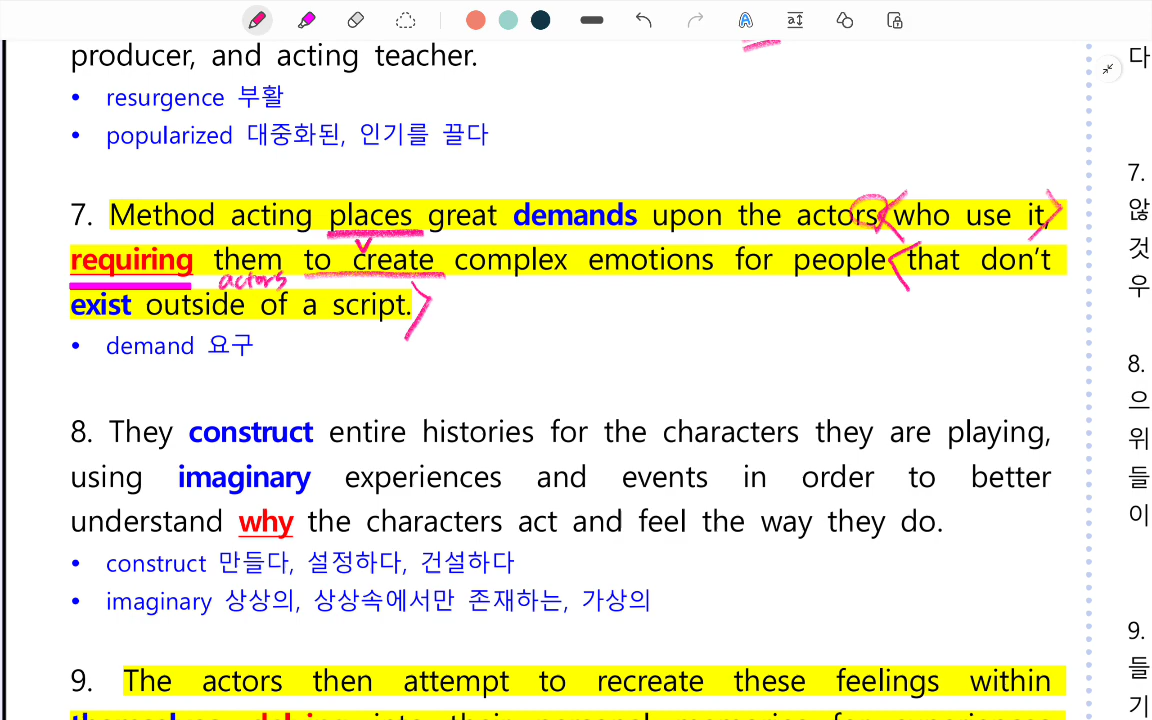 producer, and acting teacher.
• resurgence 부활
• popularized 대중화된, 인기를 끌다
7. Method acting places great demands upon the actors who use it,
requiring them to create complex emotions for people that don't
actors
exist outside of a script.
• demand 요구
8. They construct entire histories for the characters they are playing,
using imaginary experiences and events in order to better
understand why the characters act and feel the way they do.
• construct 만들다, 설정하다, 건설하다
• imaginary 상상의, 상상속에서만 존재하는, 가상의
9. The actors then attempt to recreate these feelings within
다
7.
않
것
우
8.
으
위
들
이
9.
들
기